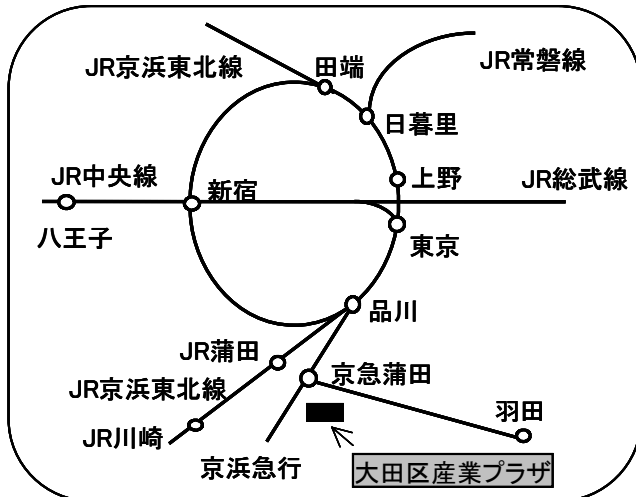 JR京浜東北線
田端
JR常磐線
日暮里
JR中央線
新宿
上野
JR総武線
八王子
東京
品川
JR蒲田
京急蒲田
JR京浜東北線
羽田
JR川崎
京浜急行
大田区産業プラザ